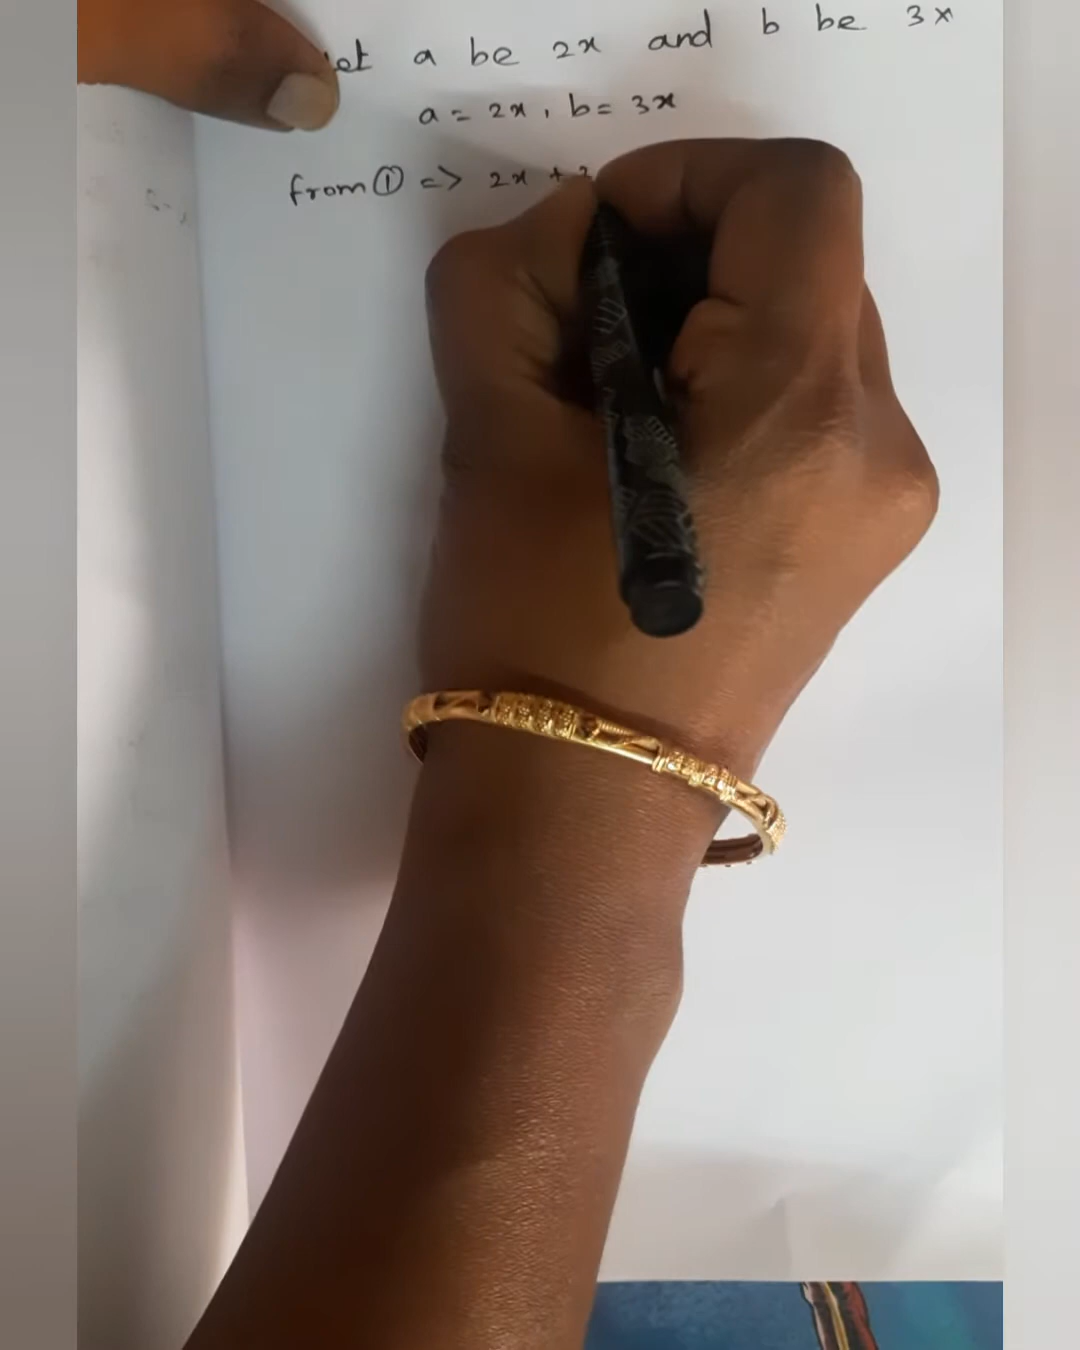 let a be 2x and b be 3x
a = 2x , b = 3x
from ① => 2x +